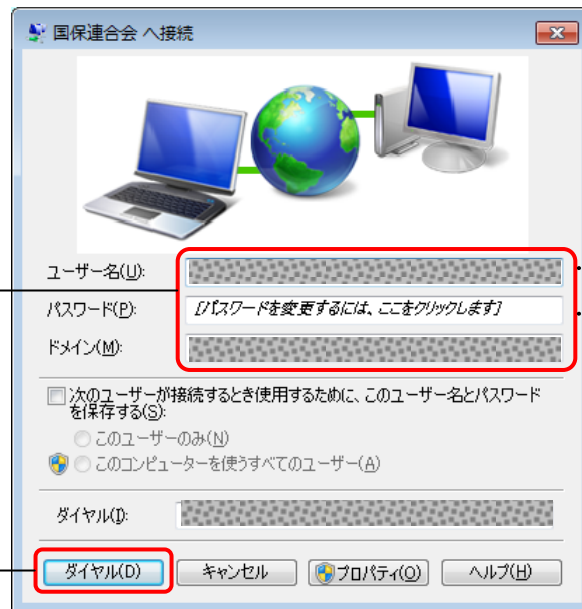 国保連合会 へ接続
ユーザー名(U):
パスワード(P):
[パスワードを変更するには、ここをクリックします]
ドメイン(M):
次のユーザーが接続するとき使用するために、このユーザー名とパスワード
を保存する(S):
このユーザーのみ(N)
このコンピューターを使うすべてのユーザー(A)
ダイヤル(I):
ダイヤル(D)
キャンセル
プロパティ(O)
ヘルプ(H)